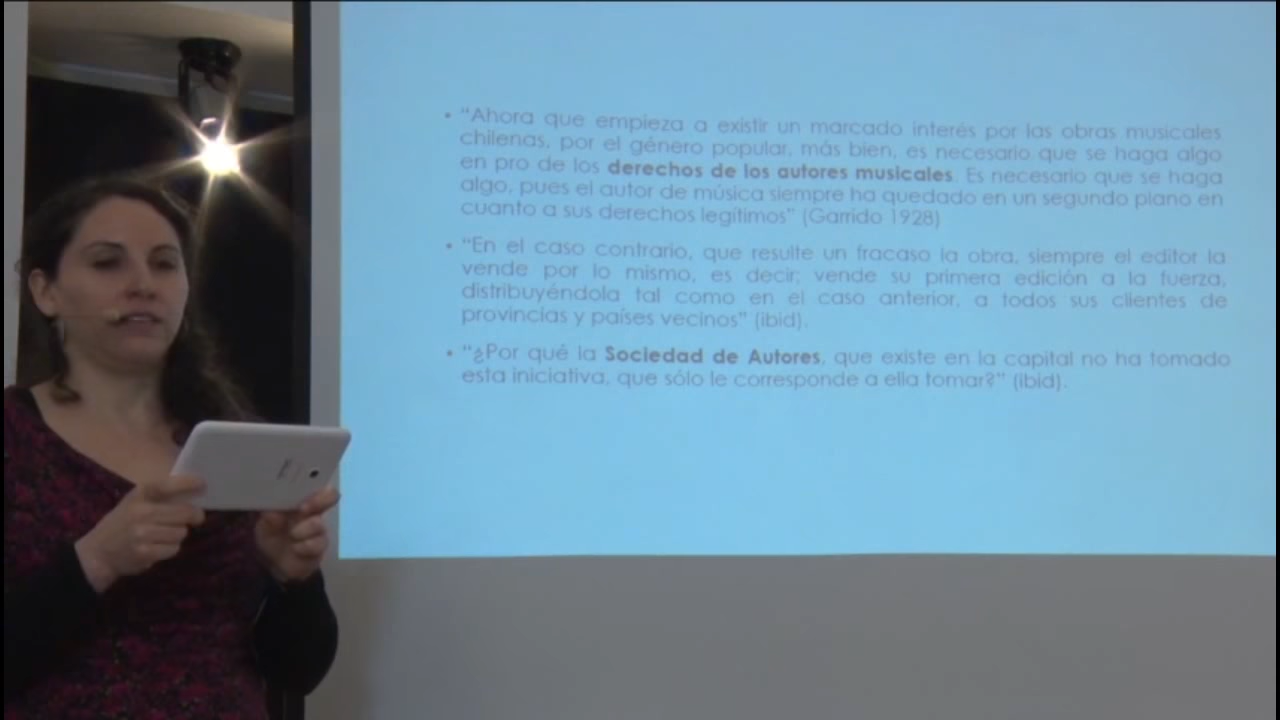 • “Ahora que empieza a existir un marcado interés por las obras musicales
chilenas, por el género popular, más bien, es necesario que se haga algo
en pro de los derechos de los autores musicales. Es necesario que se haga
algo, pues el autor de música siempre ha quedado en un segundo plano en
cuanto a sus derechos legítimos” (Garrido 1928)
• “En el caso contrario, que resulte un fracaso la obra, siempre el editor la
vende por lo mismo, es decir; vende su primera edición a la fuerza,
distribuyéndola tal como en el caso anterior, a todos sus clientes de
provincias y países vecinos” (ibid).
• “¿Por qué la Sociedad de Autores, que existe en la capital no ha tomado
esta iniciativa, que sólo le corresponde a ella tomar?” (ibid).